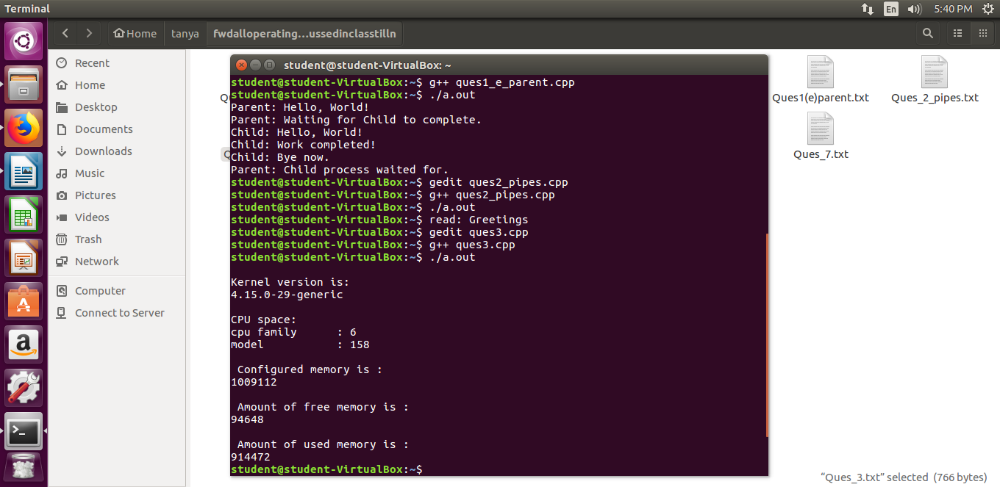 Terminal
En
5:40 PM
Home
tanya
fwdalloperating...ussedinclasstilln
Recent
Home
Desktop
Documents
Downloads
Music
Pictures
Videos
Trash
Network
Computer
Connect to Server
student@student-VirtualBox: ~
student@student-VirtualBox:~$ g++ ques1_e_parent.cpp
student@student-VirtualBox:~$ ./a.out
Parent: Hello, World!
Parent: Waiting for Child to complete.
Child: Hello, World!
Child: Work completed!
Child: Bye now.
Parent: Child process waited for.
student@student-VirtualBox:~$ gedit ques2_pipes.cpp
student@student-VirtualBox:~$ g++ ques2_pipes.cpp
student@student-VirtualBox:~$ ./a.out
student@student-VirtualBox:~$ read: Greetings
student@student-VirtualBox:~$ gedit ques3.cpp
student@student-VirtualBox:~$ g++ ques3.cpp
student@student-VirtualBox:~$ ./a.out
Kernel version is:
4.15.0-29-generic
CPU space:
cpu family      : 6
model           : 158
Configured memory is :
1009112
Amount of free memory is :
94648
Amount of used memory is :
914472
student@student-VirtualBox:~$
Ques1(e)parent.txt
Ques_2_pipes.txt
Ques_7.txt
“Ques_3.txt” selected (766 bytes)